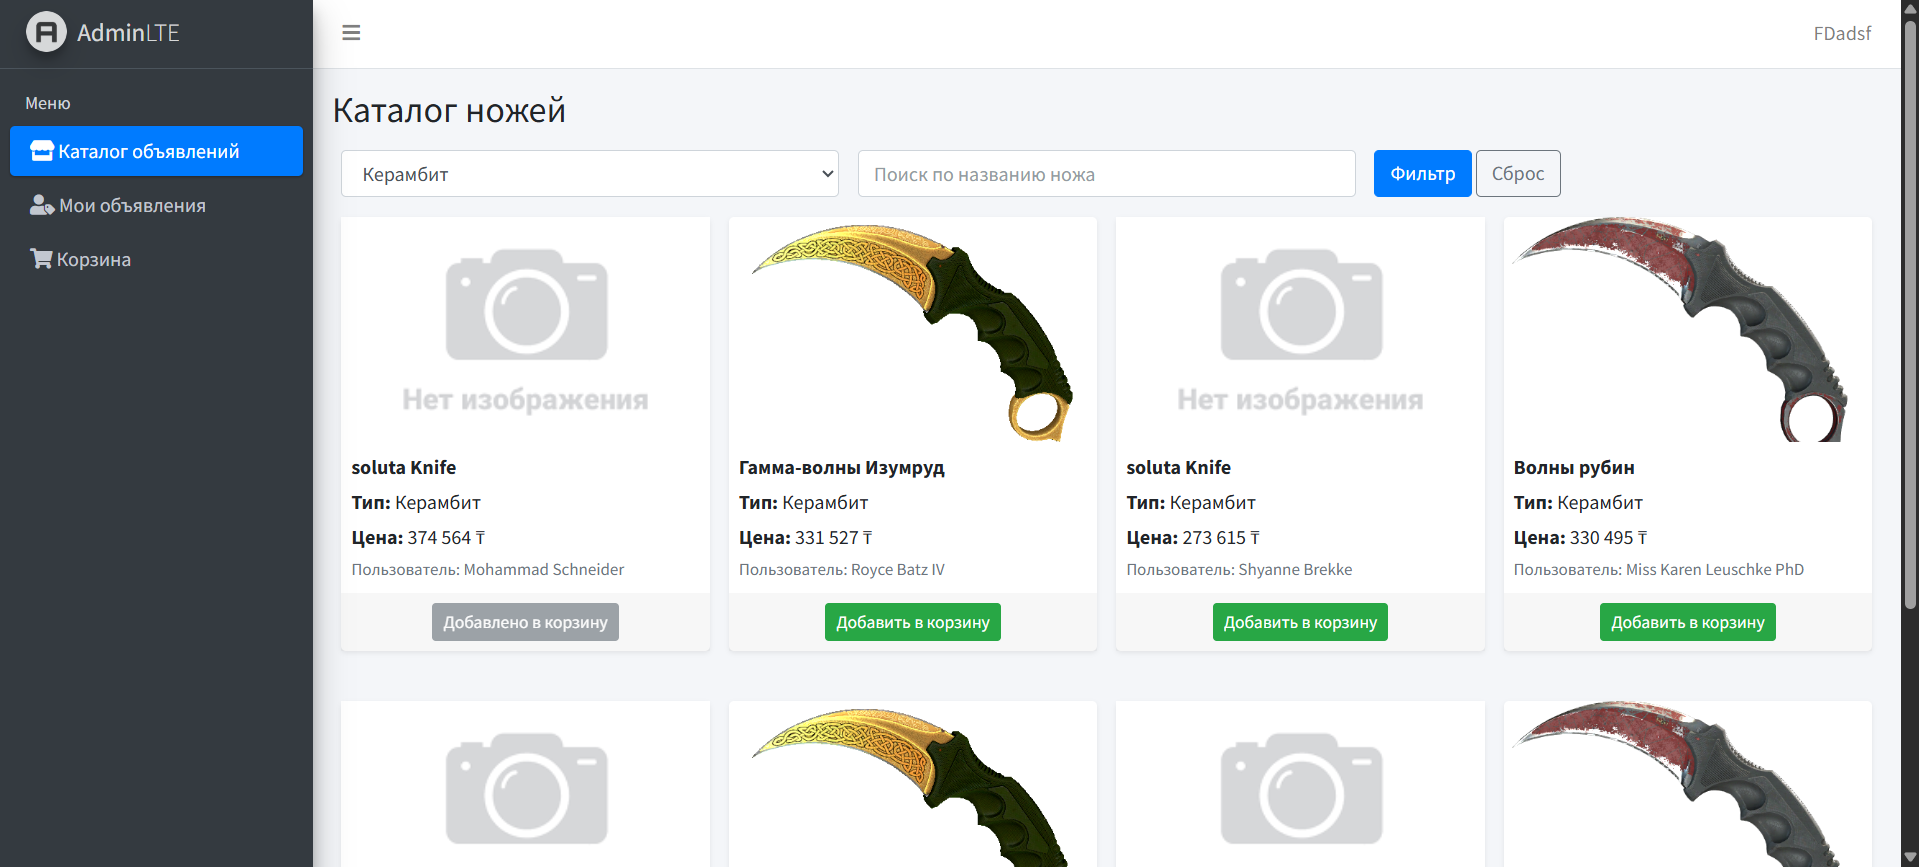 AdminLTE
FDadsf
Меню
Каталог объявлений
Мои объявления
Корзина
Каталог ножей
Керамбит
Поиск по названию ножа
Фильтр
Сброс
Нет изображения
soluta Knife
Тип: Керамбит
Цена: 374 564 ₸
Пользователь: Mohammad Schneider
Добавлено в корзину
Гамма-волны Изумруд
Тип: Керамбит
Цена: 331 527 ₸
Пользователь: Royce Batz IV
Добавить в корзину
Нет изображения
soluta Knife
Тип: Керамбит
Цена: 273 615 ₸
Пользователь: Shyanne Brekke
Добавить в корзину
Волны рубин
Тип: Керамбит
Цена: 330 495 ₸
Пользователь: Miss Karen Leuschke PhD
Добавить в корзину